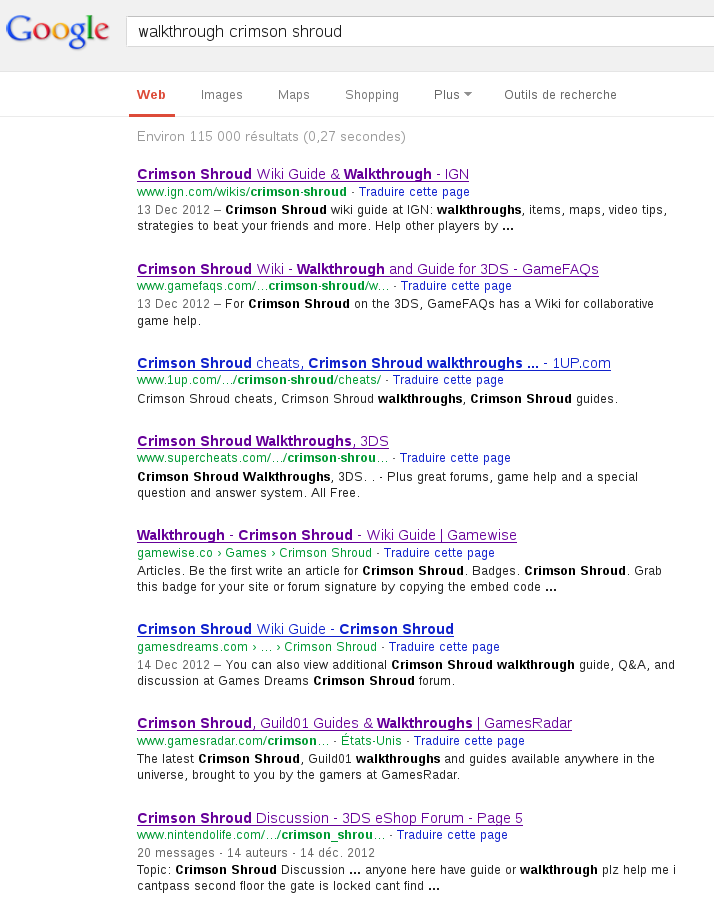 Google
walkthrough crimson shroud
Web Images Maps Shopping Plus Outils de recherche
Environ 115 000 résultats (0,27 secondes)
Crimson Shroud Wiki Guide & Walkthrough - IGN
www.ign.com/wikis/crimson-shroud - Traduire cette page
13 Dec 2012 – Crimson Shroud wiki guide at IGN: walkthroughs, items, maps, video tips,
strategies to beat your friends and more. Help other players by ...
Crimson Shroud Wiki - Walkthrough and Guide for 3DS - GameFAQs
www.gamefaqs.com/...crimson-shroud/w... - Traduire cette page
13 Dec 2012 – For Crimson Shroud on the 3DS, GameFAQs has a Wiki for collaborative
game help.
Crimson Shroud cheats, Crimson Shroud walkthroughs ... - 1UP.com
www.1up.com/.../crimson-shroud/cheats/ - Traduire cette page
Crimson Shroud cheats, Crimson Shroud walkthroughs, Crimson Shroud guides.
Crimson Shroud Walkthroughs, 3DS
www.supercheats.com/.../crimson-shrou... - Traduire cette page
Crimson Shroud Walkthroughs, 3DS. . - Plus great forums, game help and a special
question and answer system. All Free.
Walkthrough - Crimson Shroud - Wiki Guide | Gamewise
gamewise.co › Games › Crimson Shroud - Traduire cette page
Articles. Be the first write an article for Crimson Shroud. Badges. Crimson Shroud. Grab
this badge for your site or forum signature by copying the embed code ...
Crimson Shroud Wiki Guide - Crimson Shroud
gamesdreams.com › ... › Crimson Shroud - Traduire cette page
14 Dec 2012 – You can also view additional Crimson Shroud walkthrough guide, Q&A, and
discussion at Games Dreams Crimson Shroud forum.
Crimson Shroud, Guild01 Guides & Walkthroughs | GamesRadar
www.gamesradar.com/crimson... - États-Unis - Traduire cette page
The latest Crimson Shroud, Guild01 walkthroughs and guides available anywhere in the
universe, brought to you by the gamers at GamesRadar.
Crimson Shroud Discussion - 3DS eShop Forum - Page 5
www.nintendolife.com/.../crimson_shrou... - Traduire cette page
20 messages - 14 auteurs - 14 déc. 2012
Topic: Crimson Shroud Discussion ... anyone here have guide or walkthrough plz help me i
cantpass second floor the gate is locked cant find ...